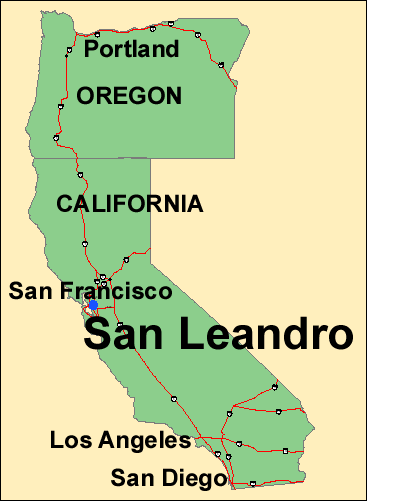 Portland
OREGON
CALIFORNIA
San Francisco
San Leandro
Los Angeles
San Diego